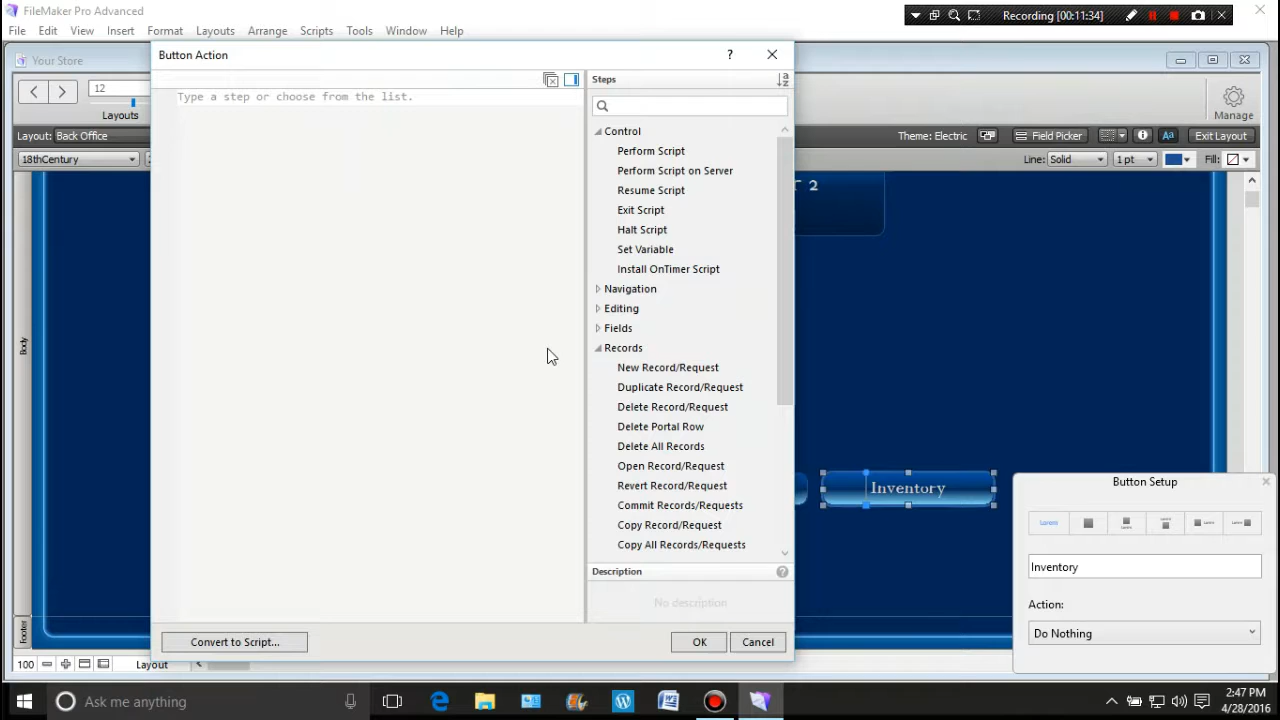 FileMaker Pro Advanced
Recording [00:11:34]
File Edit View Insert Format Layouts Arrange Scripts Tools Window Help
Your Store
Button Action
?
12
Layouts
Manage
Layout: Back Office
Theme: Electric
Field Picker
Aa
Exit Layout
18thCentury
Line: Solid
1 pt
Fill:
Type a step or choose from the list.
Steps
Control
Perform Script
Perform Script on Server
Resume Script
Exit Script
Halt Script
Set Variable
Install OnTimer Script
Navigation
Editing
Fields
Records
New Record/Request
Duplicate Record/Request
Delete Record/Request
Delete Portal Row
Delete All Records
Open Record/Request
Revert Record/Request
Commit Records/Requests
Copy Record/Request
Copy All Records/Requests
Description
No description
Convert to Script...
OK
Cancel
2
Body
Footer
Inventory
Button Setup
Inventory
Action:
Do Nothing
100
Layout
Ask me anything
2:47 PM
4/28/2016